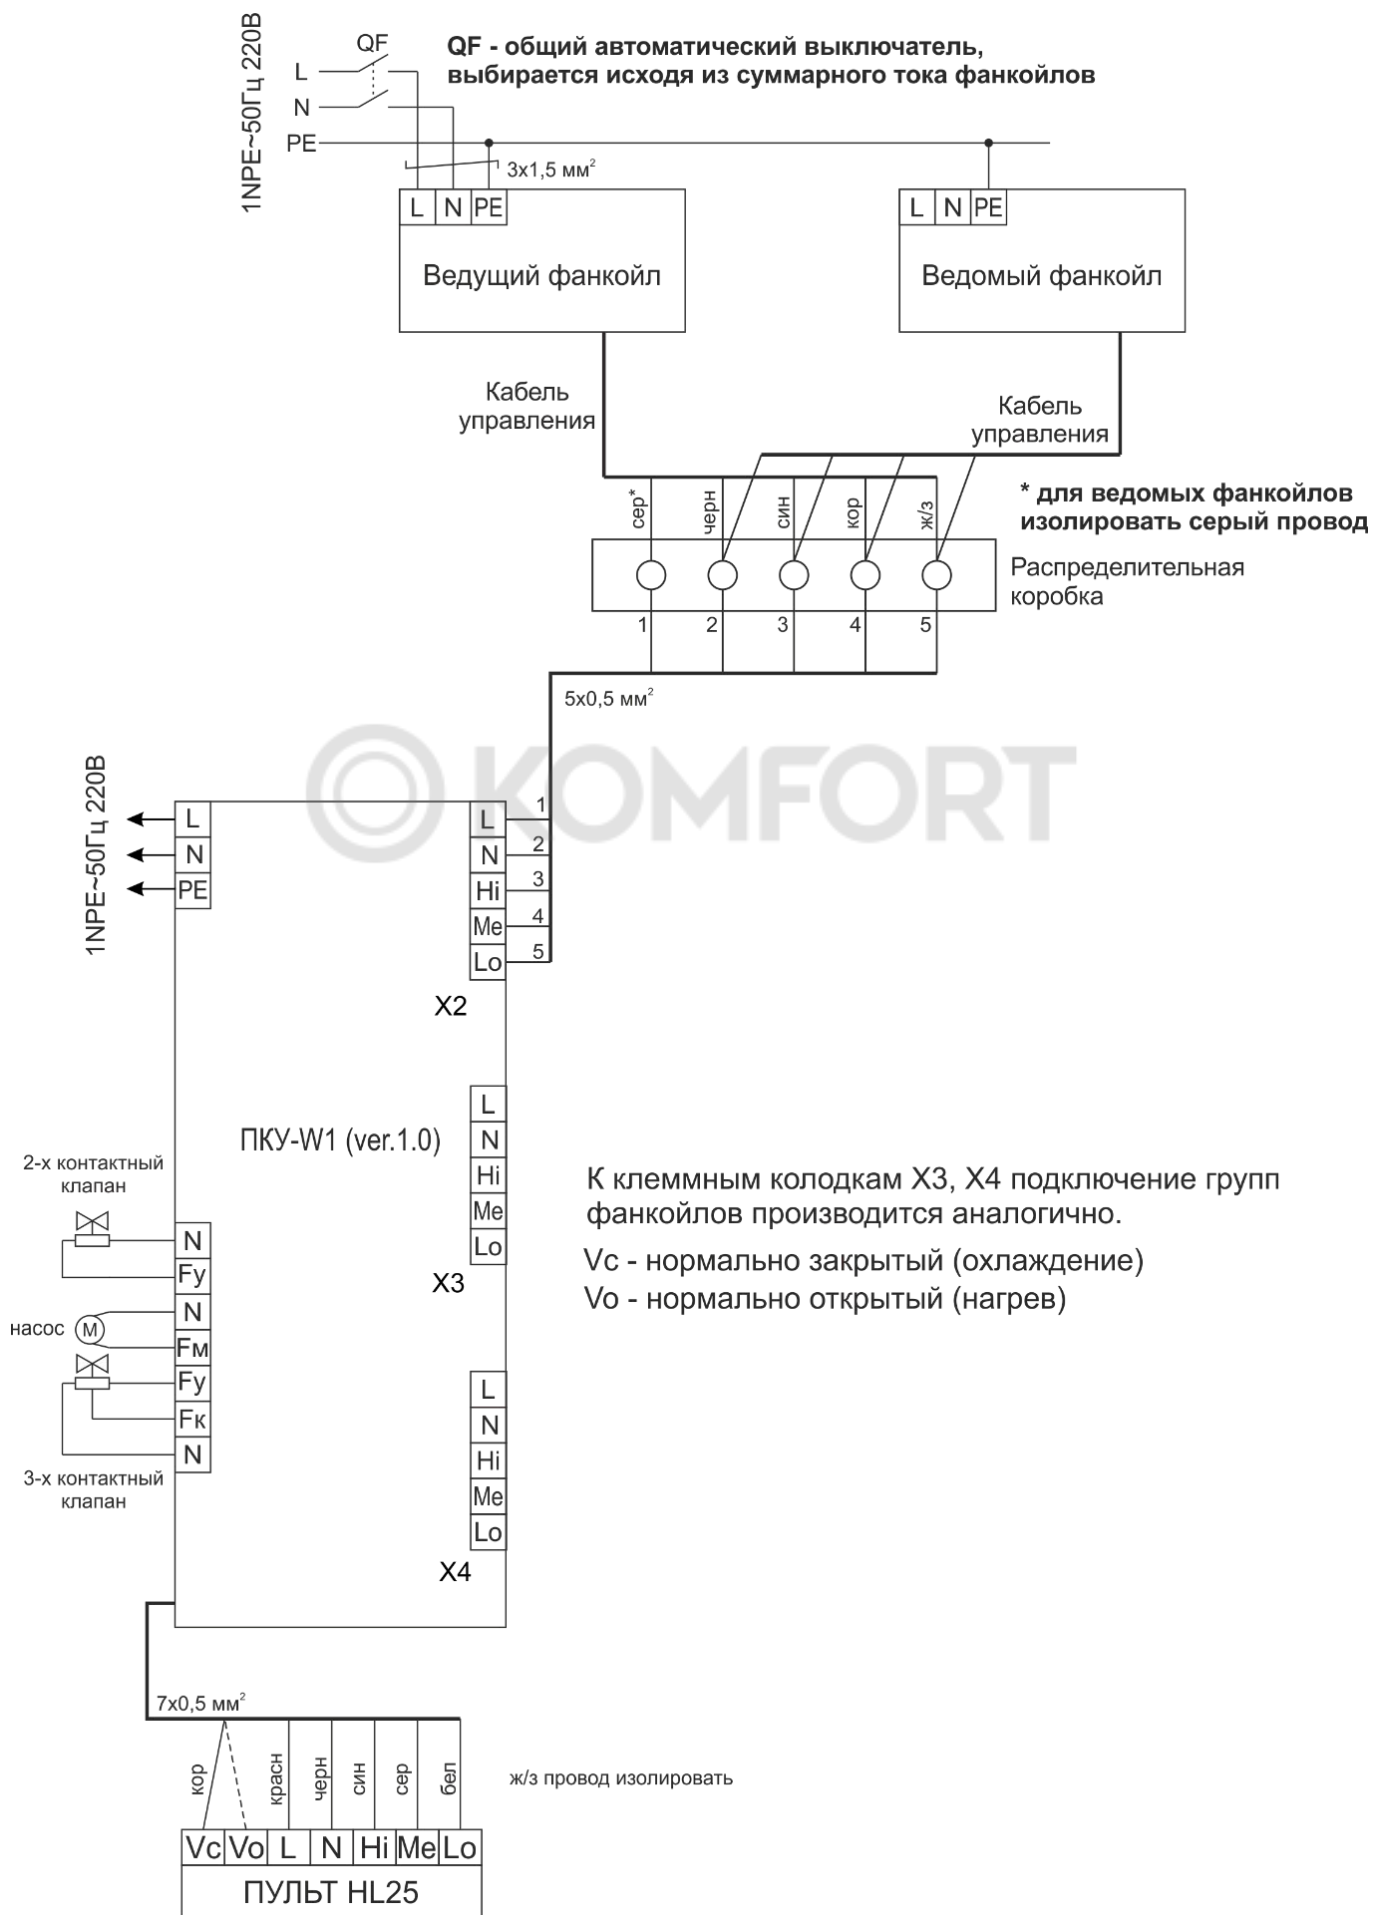 1NPE~50Гц 220В
QF
QF - общий автоматический выключатель,
выбирается исходя из суммарного тока фанкойлов
L
N
PE
3x1,5 мм²
L N PE
L N PE
Ведущий фанкойл
Ведомый фанкойл
Кабель
управления
Кабель
управления
сер*
черн
син
кор
ж/з
* для ведомых фанкойлов
изолировать серый провод
Распределительная
коробка
1 2 3 4 5
5x0,5 мм²
KOMFORT
1NPE~50Гц 220В
L
N
PE
L 1
N 2
Hi 3
Me 4
Lo 5
X2
ПКУ-W1 (ver.1.0)
L
N
Hi
Me
Lo
X3
К клеммным колодкам X3, X4 подключение групп
фанкойлов производится аналогично.
Vc - нормально закрытый (охлаждение)
Vo - нормально открытый (нагрев)
2-х контактный
клапан
N
Fy
насос
M
N
Fм
Fy
Fк
N
3-х контактный
клапан
L
N
Hi
Me
Lo
X4
7x0,5 мм²
кор
красн
черн
син
сер
бел
ж/з провод изолировать
Vc Vo L N Hi Me Lo
ПУЛЬТ HL25